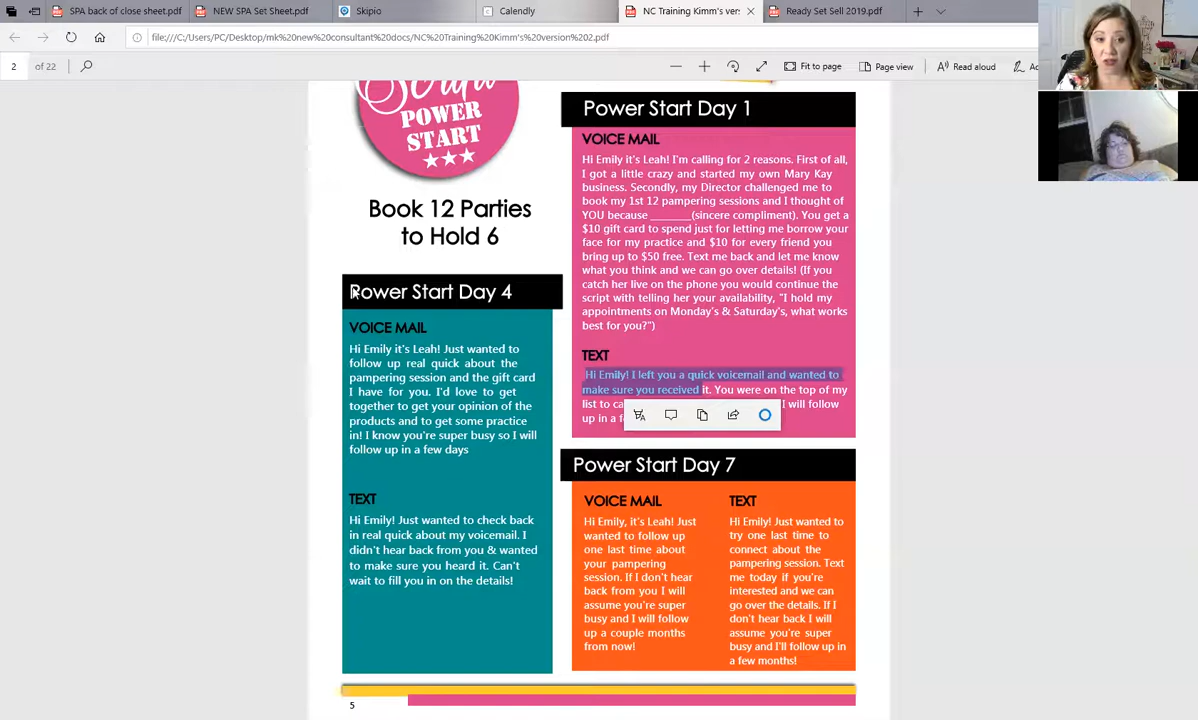 SPA back of close sheet.pdf
NEW SPA Set Sheet.pdf
Skipio
Calendly
NC Training Kimm's ver:
Ready Set Sell 2019.pdf
file:///C:/Users/PC/Desktop/mk%20new%20consultant%20docs/NC%20Training%20Kimm's%20version%202.pdf
2 of 22
Fit to page
Page view
Read aloud
POWER
START
Book 12 Parties
to Hold 6
Power Start Day 1
VOICE MAIL
Hi Emily it's Leah! I'm calling for 2 reasons. First of all,
I got a little crazy and started my own Mary Kay
business. Secondly, my Director challenged me to
book my 1st 12 pampering sessions and I thought of
YOU because ________(sincere compliment). You get a
$10 gift card to spend just for letting me borrow your
face for my practice and $10 for every friend you
bring up to $50 free. Text me back and let me know
what you think and we can go over details! (If you
catch her live on the phone you would continue the
script with telling her your availability, "I hold my
appointments on Monday's & Saturday's, what works
best for you?")
TEXT
Hi Emily! I left you a quick voicemail and wanted to
make sure you received it. You were on the top of my
list to ca
I will follow
up in a f
Power Start Day 4
VOICE MAIL
Hi Emily it's Leah! Just wanted to
follow up real quick about the
pampering session and the gift card
I have for you. I'd love to get
together to get your opinion of the
products and to get some practice
in! I know you're super busy so I will
follow up in a few days
TEXT
Hi Emily! Just wanted to check back
in real quick about my voicemail. I
didn't hear back from you & wanted
to make sure you heard it. Can't
wait to fill you in on the details!
Power Start Day 7
VOICE MAIL
Hi Emily, it's Leah! Just
wanted to follow up
one last time about
your pampering
session. If I don't hear
back from you I will
assume you're super
busy and I will follow
up a couple months
from now!
TEXT
Hi Emily! Just wanted to
try one last time to
connect about the
pampering session. Text
me today if you're
interested and we can
go over the details. If I
don't hear back I will
assume you're super
busy and I'll follow up in
a few months!
5